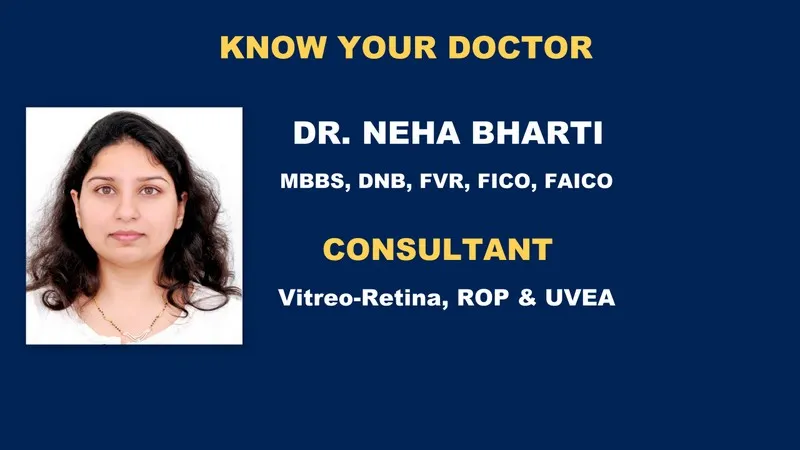 KNOW YOUR DOCTOR
DR. NEHA BHARTI
MBBS, DNB, FVR, FICO, FAICO
CONSULTANT
Vitreo-Retina, ROP & UVEA